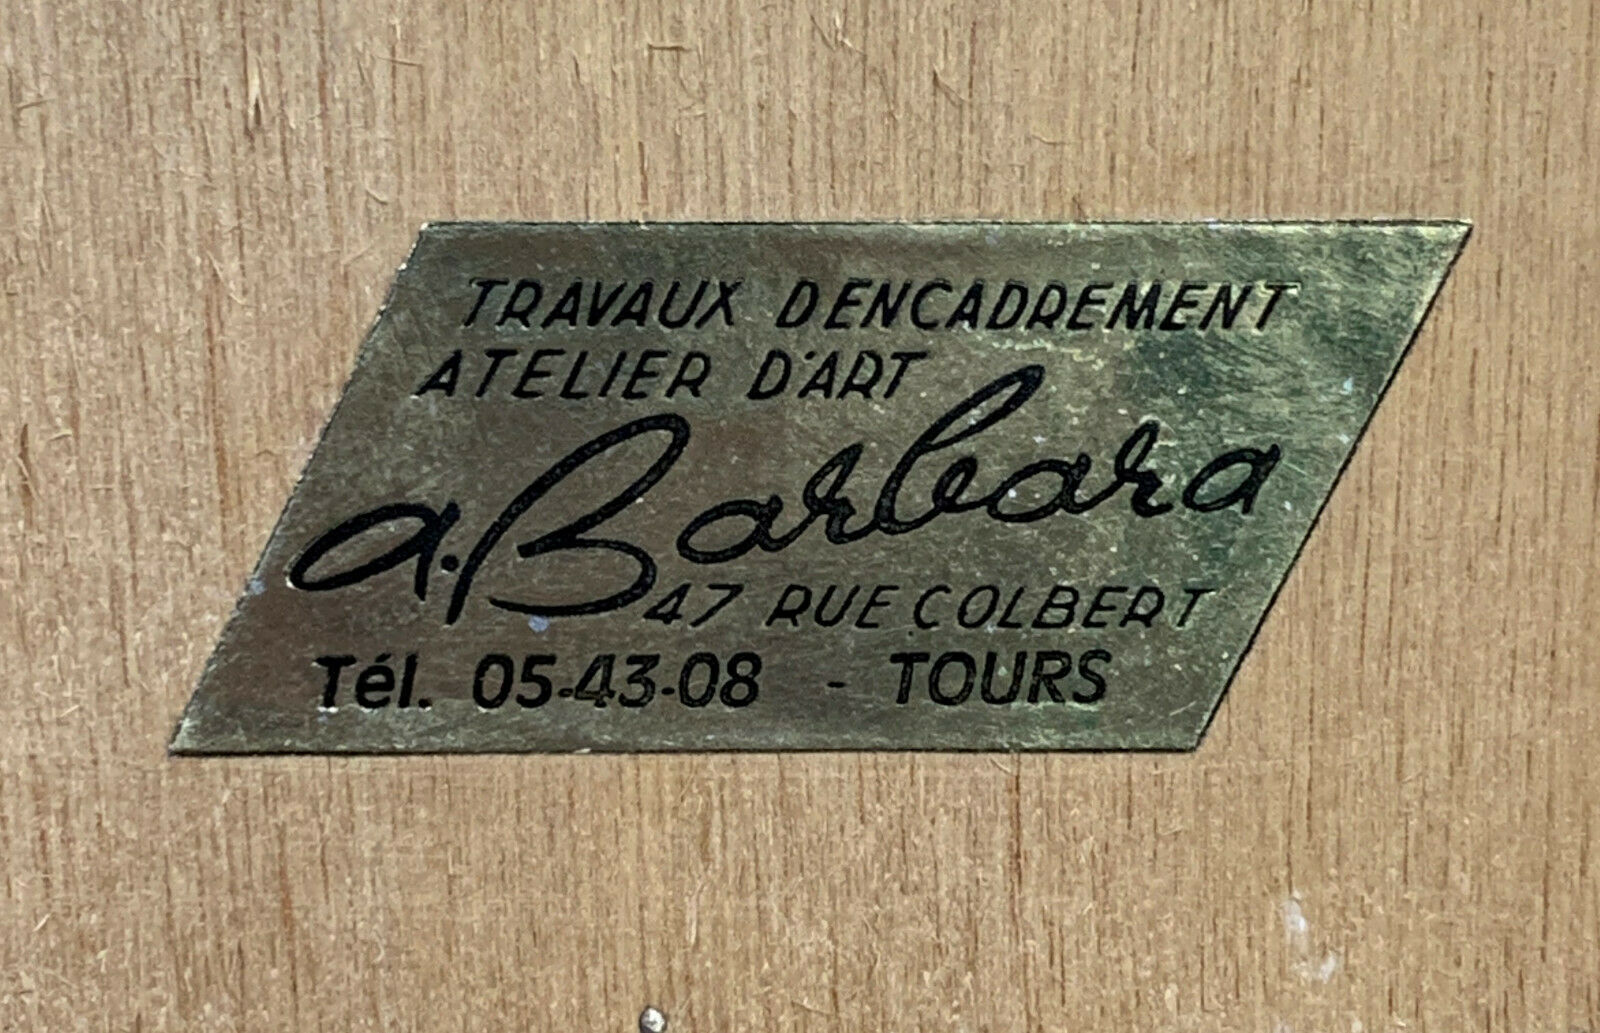 TRAVAUX DENCADREMENT
ATELIER D'ART
a. Barbara
47 RUE COLBERT
Tél. 05-43-08 - TOURS